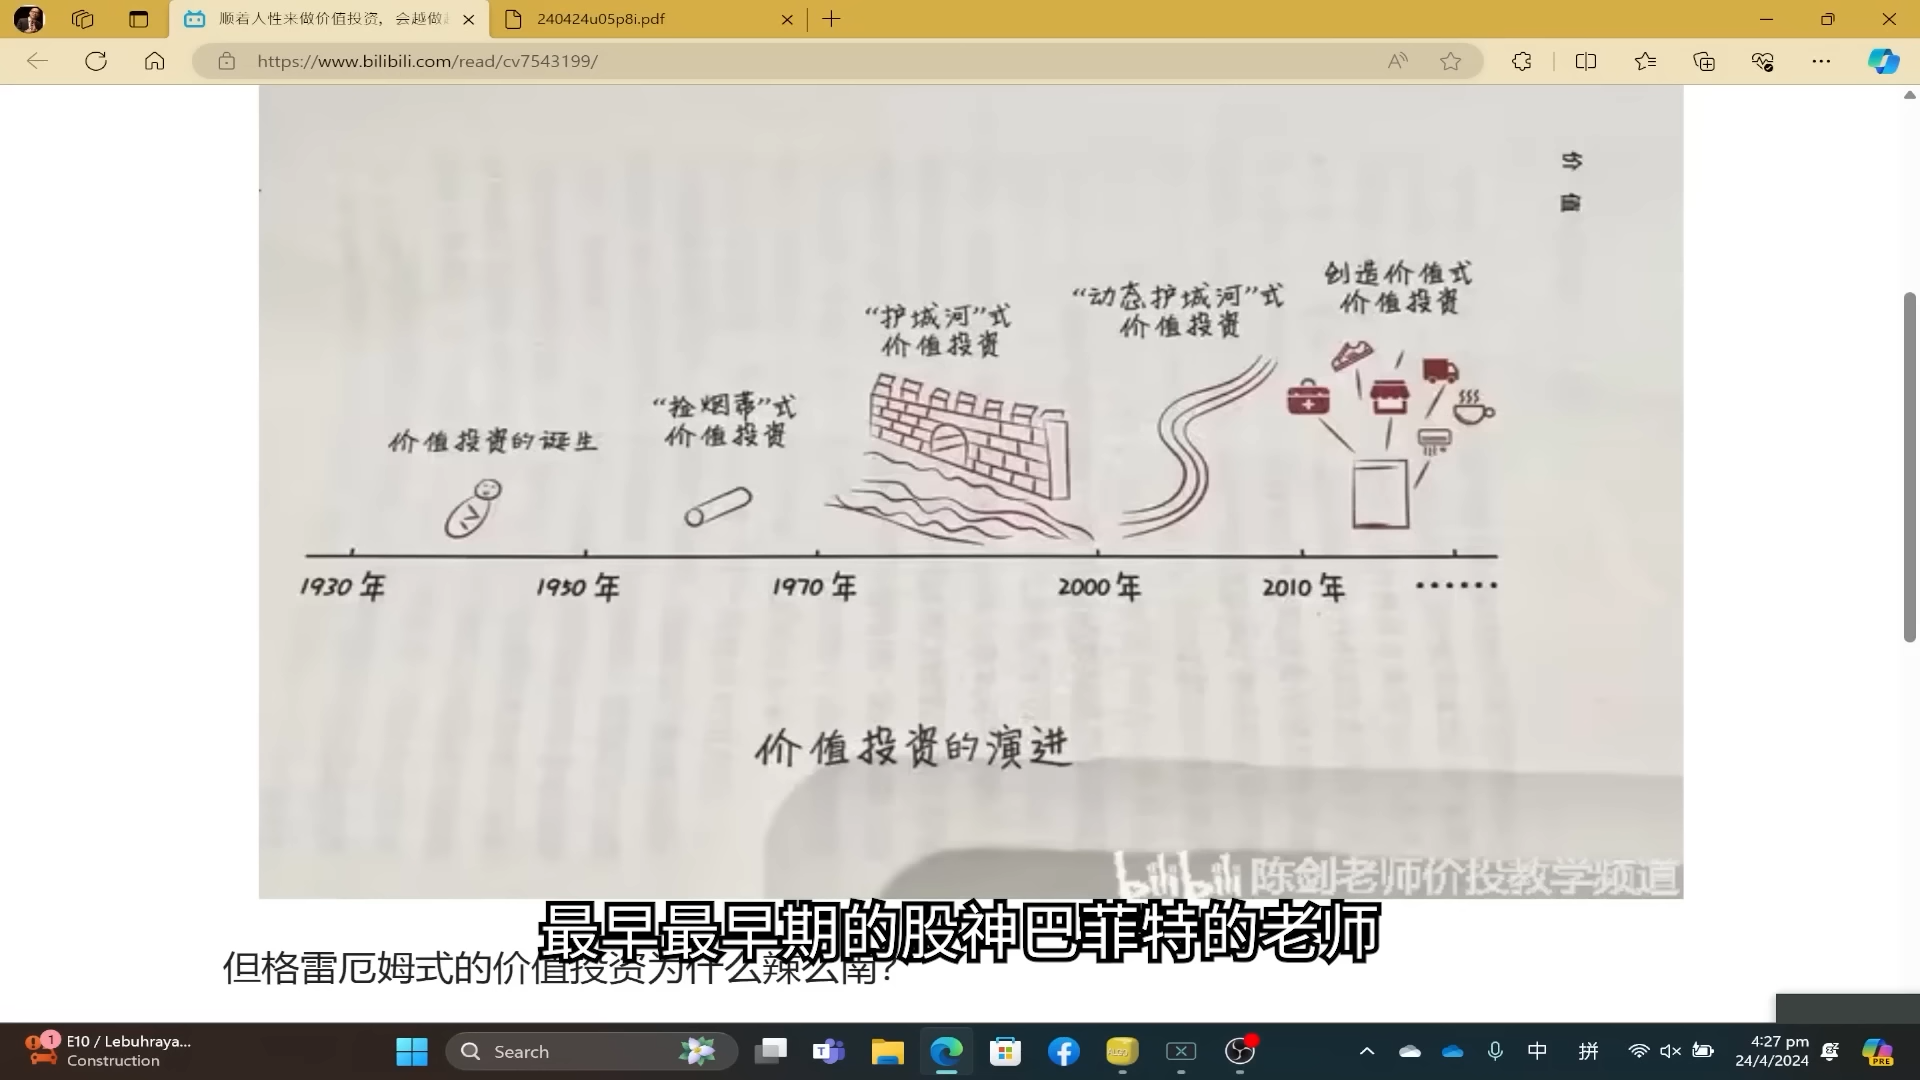 顺着人性来做价值投资，会越做
240424u05p8i.pdf
https://www.bilibili.com/read/cv7543199/
创造价值式
价值投资
“动态护城河”式
价值投资
“护城河”式
价值投资
“捡烟蒂”式
价值投资
价值投资的诞生
1930年
1950年
1970年
2000年
2010年
......
价值投资的演进
bilibili 陈剑老师价投教学频道
最早最早期的股神巴菲特的老师
但格雷厄姆式的价值投资为什么辣么南？
1
E10 / Lebuhraya...
Construction
Search
中
拼
4:27 pm
24/4/2024
PRE